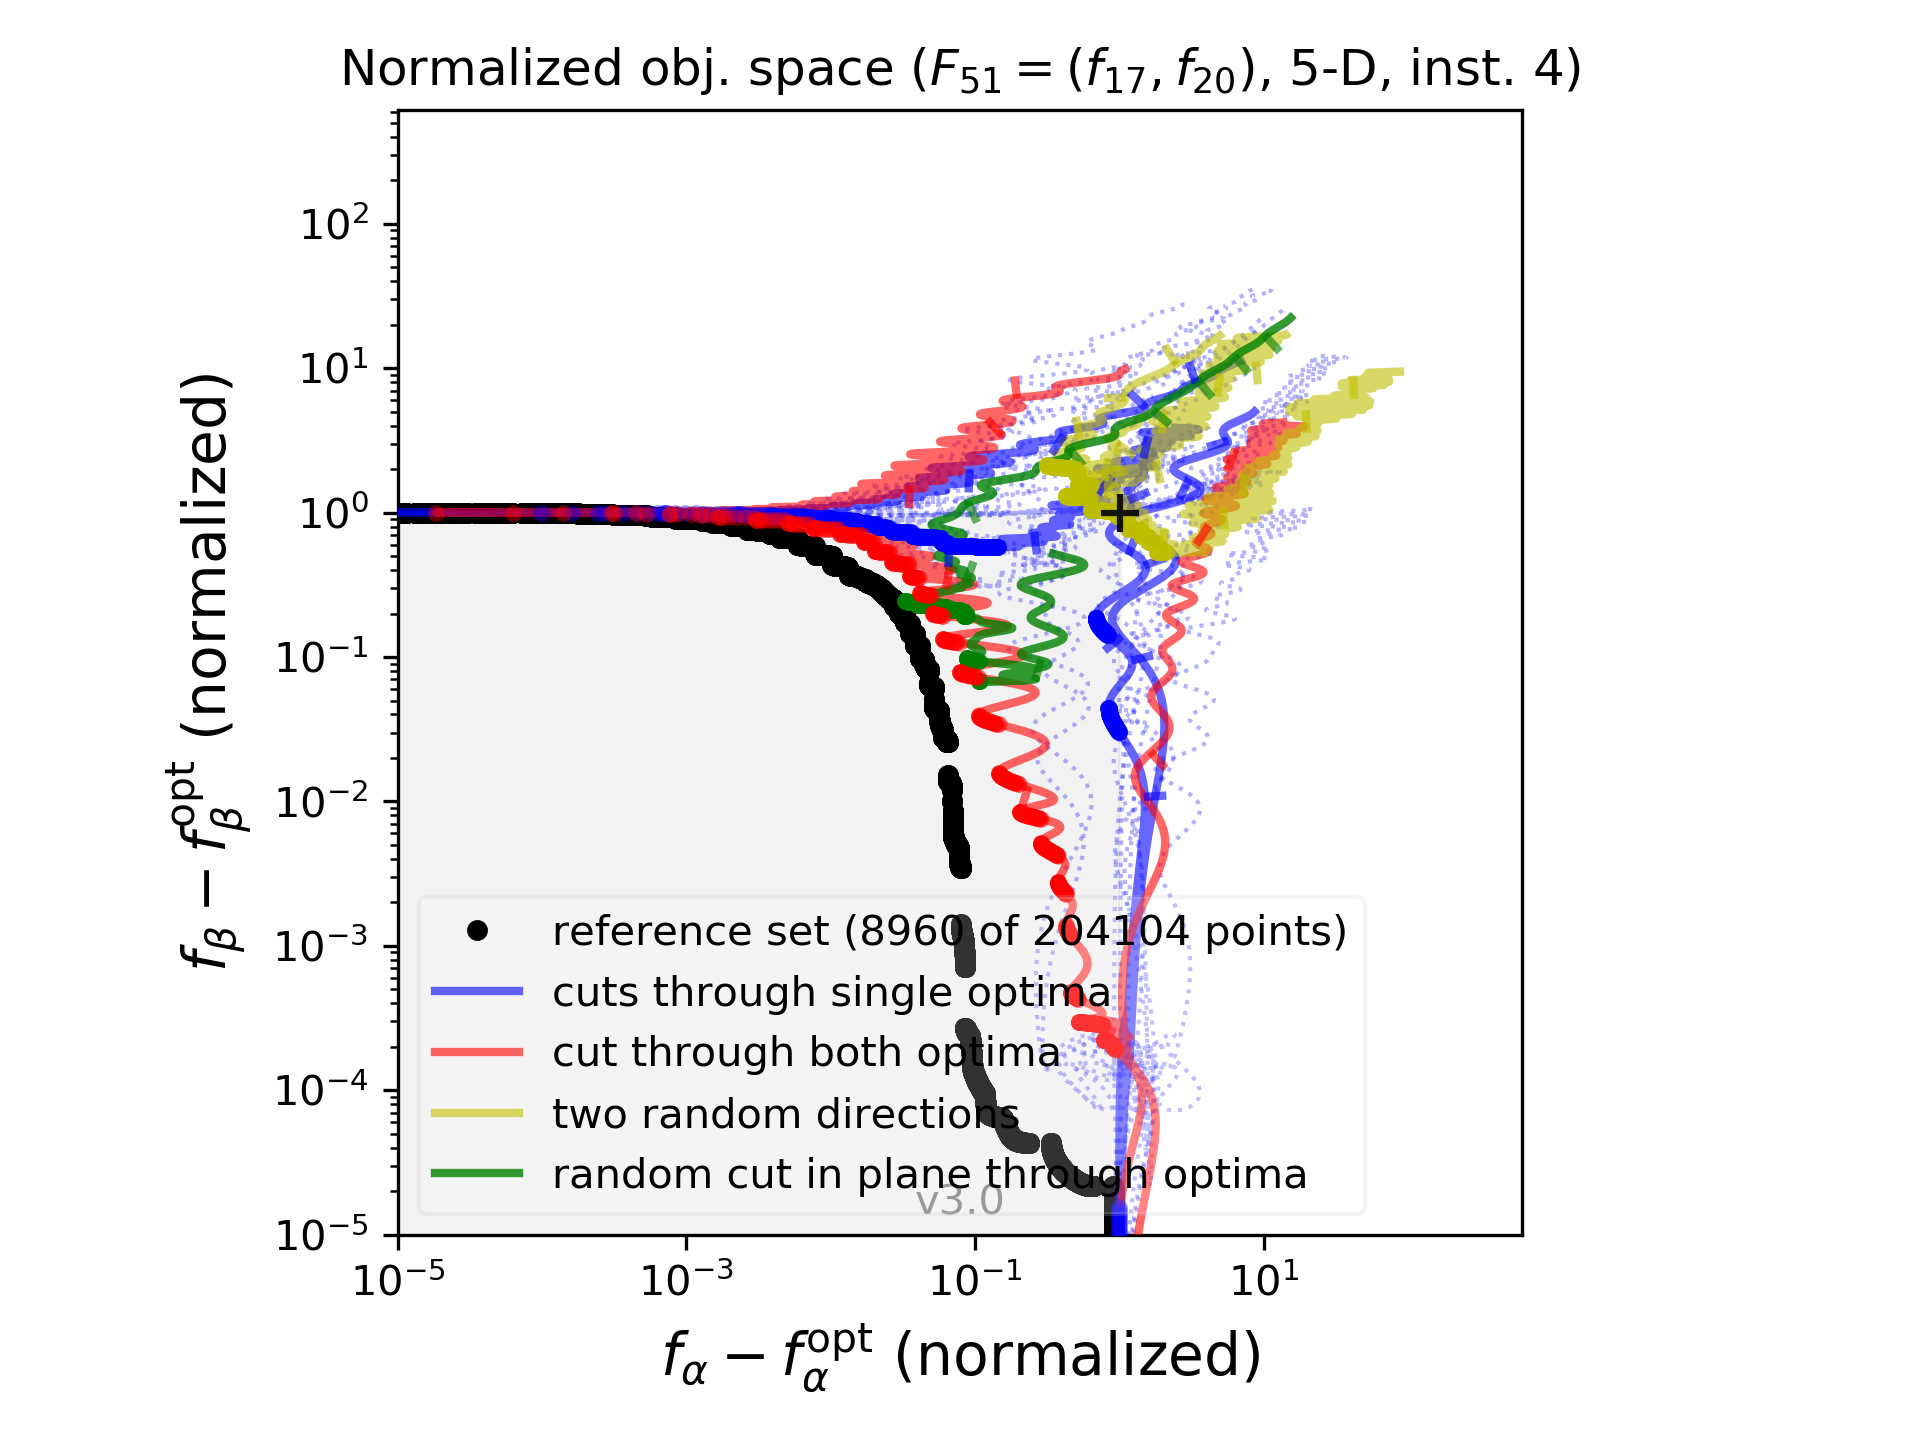 Normalized obj. space (F₅₁ = (f₁₇, f₂₀), 5-D, inst. 4)
10²
10¹
10⁰
10⁻¹
10⁻²
10⁻³
10⁻⁴
10⁻⁵
f_β − f_β^opt (normalized)
reference set (8960 of 204104 points)
cuts through single optima
cut through both optima
two random directions
random cut in plane through optima
v3.0
10⁻⁵ 10⁻³ 10⁻¹ 10¹
f_α − f_α^opt (normalized)